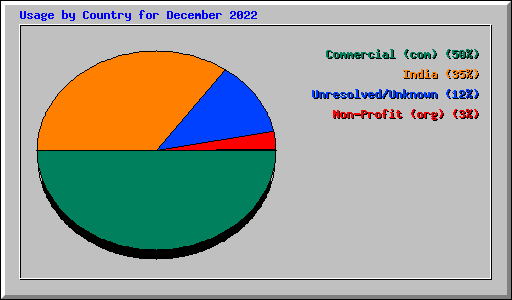 Usage by Country for December 2022
Commercial (com) (50%)
India (35%)
Unresolved/Unknown (12%)
Non-Profit (org) (3%)